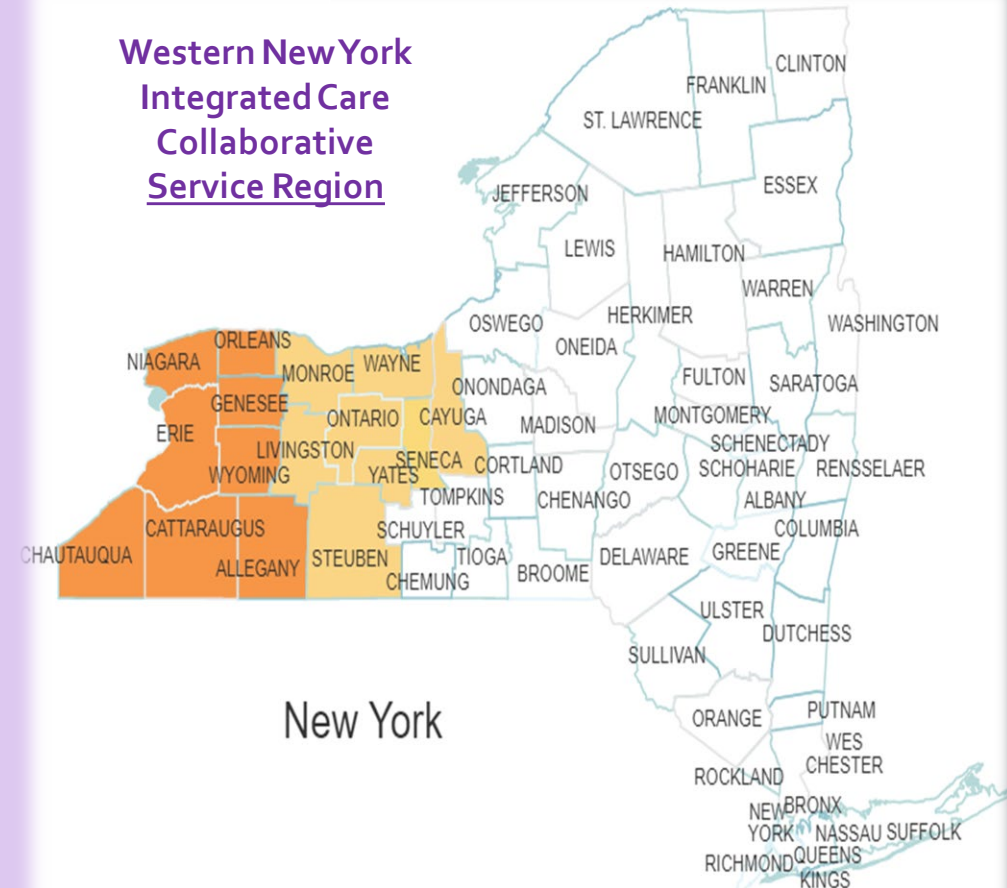 Western New York
Integrated Care
Collaborative
Service Region
CLINTON
FRANKLIN
ST. LAWRENCE
ESSEX
JEFFERSON
LEWIS
HAMILTON
WARREN
HERKIMER
OSWEGO
WASHINGTON
ORLEANS
ONEIDA
NIAGARA
WAYNE
MONROE
FULTON
SARATOGA
ONONDAGA
GENESEE
ONTARIO
CAYUGA
MONTGOMERY
MADISON
ERIE
SCHENECTADY
LIVINGSTON
SENECA
CORTLAND
OTSEGO
SCHOHARIE
RENSSELAER
WYOMING
YATES
TOMPKINS
CHENANGO
ALBANY
CATTARAUGUS
SCHUYLER
COLUMBIA
CHAUTAUQUA
STEUBEN
TIOGA
DELAWARE
GREENE
ALLEGANY
CHEMUNG
BROOME
ULSTER
DUTCHESS
SULLIVAN
New York
ORANGE
PUTNAM
WES
CHESTER
ROCKLAND
NEW
YORK
BRONX
NASSAU
SUFFOLK
RICHMOND
QUEENS
KINGS